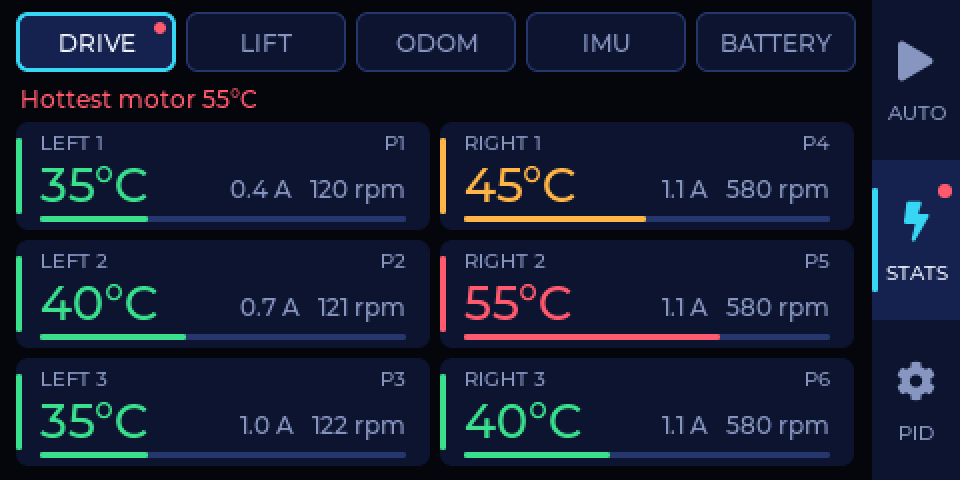 DRIVE
LIFT
ODOM
IMU
BATTERY
Hottest motor 55°C
LEFT 1 P1
35°C 0.4 A 120 rpm
RIGHT 1 P4
45°C 1.1 A 580 rpm
LEFT 2 P2
40°C 0.7 A 121 rpm
RIGHT 2 P5
55°C 1.1 A 580 rpm
LEFT 3 P3
35°C 1.0 A 122 rpm
RIGHT 3 P6
40°C 1.1 A 580 rpm
AUTO
STATS
PID